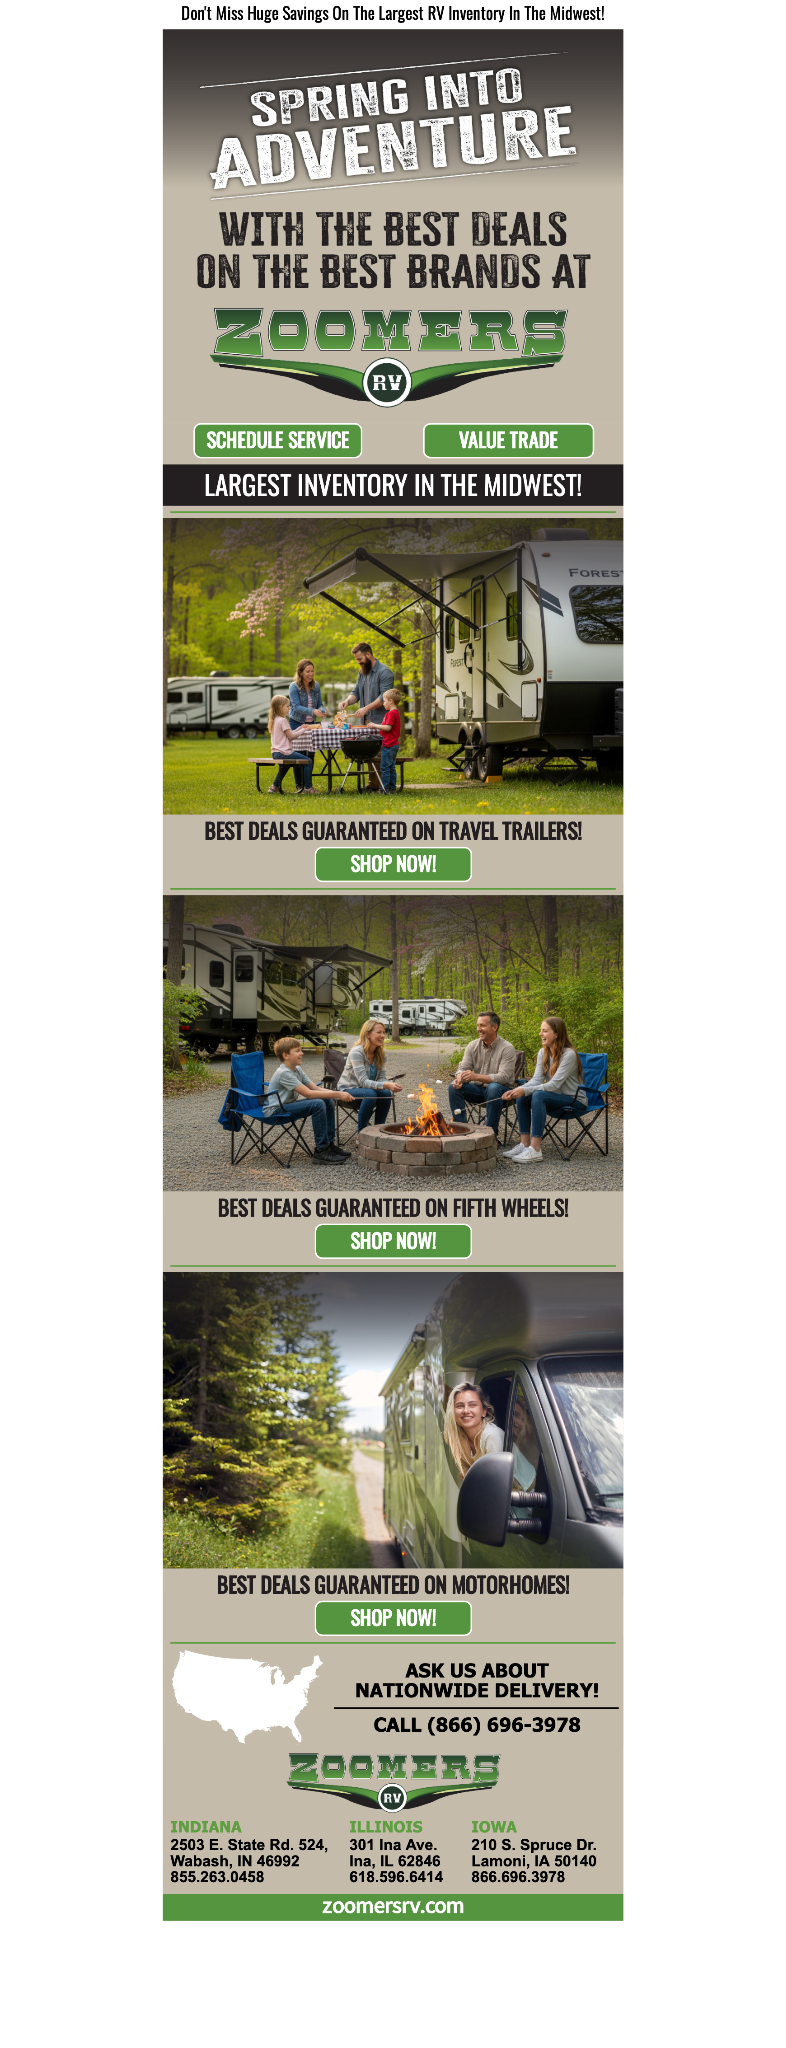 Don't Miss Huge Savings On The Largest RV Inventory In The Midwest!
SPRING INTO
ADVENTURE
WITH THE BEST DEALS
ON THE BEST BRANDS AT
ZOOMERS
RV
SCHEDULE SERVICE
VALUE TRADE
LARGEST INVENTORY IN THE MIDWEST!
FOREST
FOREST
BEST DEALS GUARANTEED ON TRAVEL TRAILERS!
SHOP NOW!
BEST DEALS GUARANTEED ON FIFTH WHEELS!
SHOP NOW!
BEST DEALS GUARANTEED ON MOTORHOMES!
SHOP NOW!
ASK US ABOUT
NATIONWIDE DELIVERY!
CALL (866) 696-3978
ZOOMERS
RV
INDIANA
2503 E. State Rd. 524,
Wabash, IN 46992
855.263.0458
ILLINOIS
301 Ina Ave.
Ina, IL 62846
618.596.6414
IOWA
210 S. Spruce Dr.
Lamoni, IA 50140
866.696.3978
zoomersrv.com